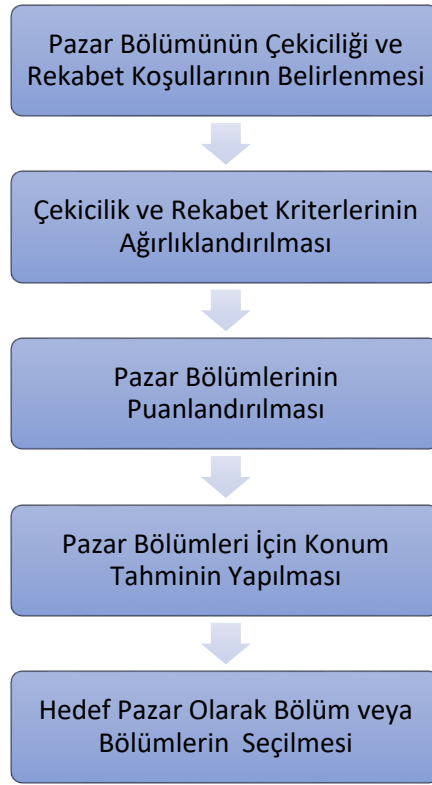 Pazar Bölümünün Çekiciliği ve
Rekabet Koşullarının Belirlenmesi
Çekicilik ve Rekabet Kriterlerinin
Ağırlıklandırılması
Pazar Bölümlerinin
Puanlandırılması
Pazar Bölümleri İçin Konum
Tahminin Yapılması
Hedef Pazar Olarak Bölüm veya
Bölümlerin Seçilmesi